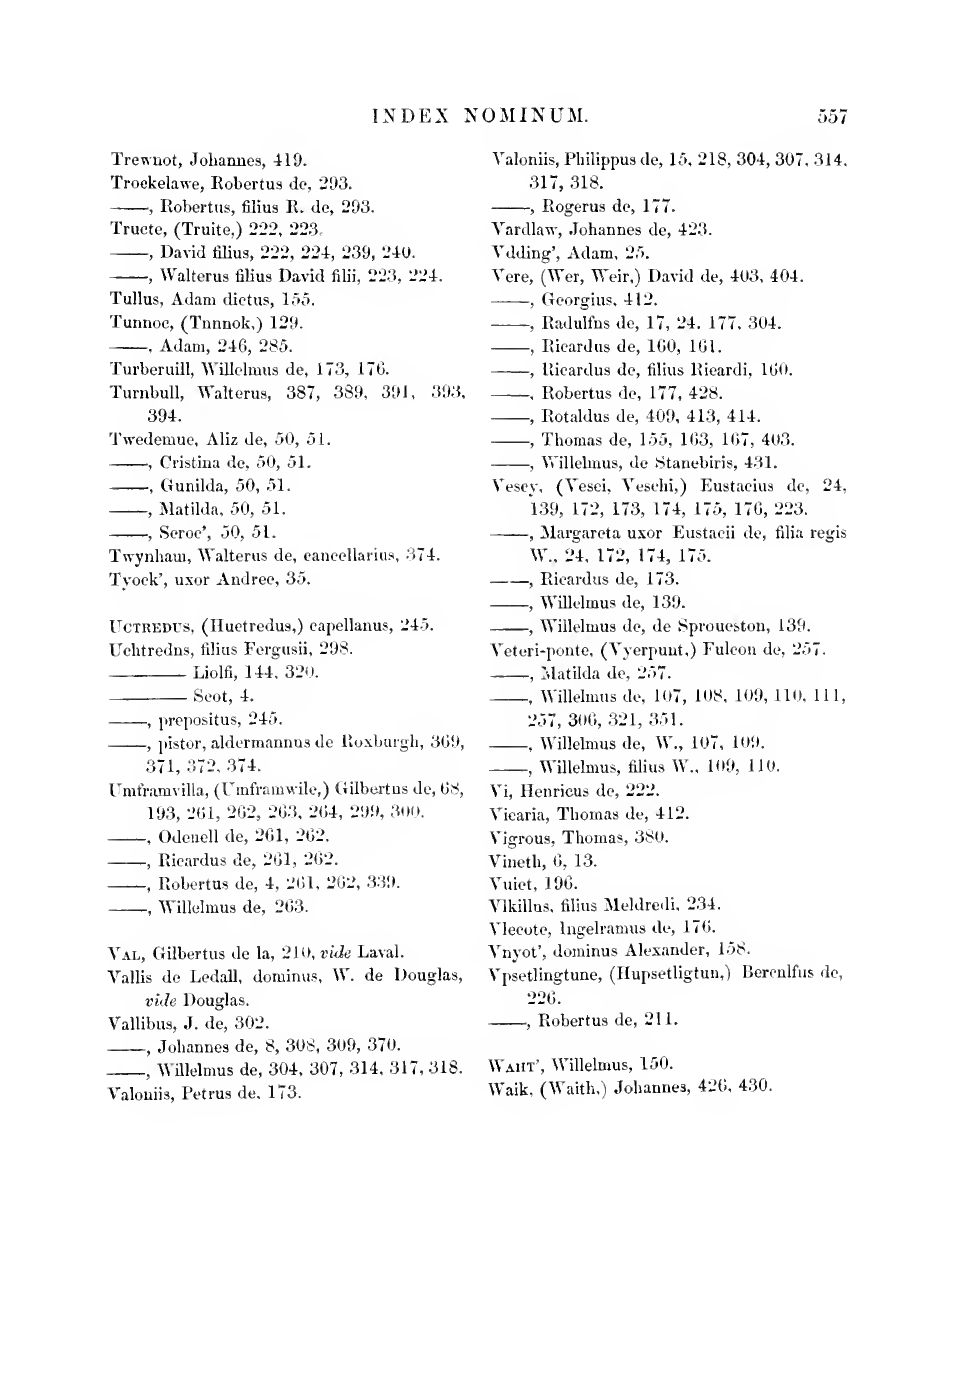 INDEX NOMINUM. 557
Trewnot, Johannes, 419.
Trockelawe, Robertus de, 293.
——, Robertus, filius R. de, 293.
Tructe, (Truite,) 222, 223.
——, David filius, 222, 224, 239, 240.
——, Walterus filius David filii, 223, 224.
Tullus, Adam dictus, 155.
Tunnoc, (Tnnnok,) 129.
——, Adam, 246, 285.
Turberuill, Willelmus de, 173, 176.
Turnbull, Walterus, 387, 389, 391, 393,
394.
Twedemue, Aliz de, 50, 51.
——, Cristina de, 50, 51.
——, Gunilda, 50, 51.
——, Matilda, 50, 51.
——, Seroc’, 50, 51.
Twynham, Walterus de, cancellarius, 374.
Tyock’, uxor Andree, 35.
UCTREDUS, (Huctredus,) capellanus, 245.
Uchtredns, filius Fergusii, 298.
———— Liolfi, 144, 320.
———— Scot, 4.
——, prepositus, 245.
——, pistor, aldermannus de Roxburgh, 369,
371, 372, 374.
Umframvilla, (Umframwile,) Gilbertus de, 68,
193, 261, 262, 263, 264, 299, 300.
——, Odenell de, 261, 262.
——, Ricardus de, 261, 262.
——, Robertus de, 4, 261, 262, 339.
——, Willelmus de, 263.
VAL, Gilbertus de la, 210, vide Laval.
Vallis de Ledall, dominus, W. de Douglas,
vide Douglas.
Vallibus, J. de, 302.
——, Johannes de, 8, 308, 309, 370.
——, Willelmus de, 304, 307, 314, 317, 318.
Valoniis, Petrus de, 173.
Valoniis, Philippus de, 15, 218, 304, 307, 314,
317, 318.
——, Rogerus de, 177.
Vardlaw, Johannes de, 423.
Vdding’, Adam, 25.
Vere, (Wer, Weir,) David de, 403, 404.
——, Georgius, 412.
——, Radulfus de, 17, 24, 177, 304.
——, Ricardus de, 160, 161.
——, Ricardus de, filius Ricardi, 160.
——, Robertus de, 177, 428.
——, Rotaldus de, 409, 413, 414.
——, Thomas de, 155, 163, 167, 403.
——, Willelmus, de Stanebiris, 431.
Vescy, (Vesci, Veschi,) Eustacius de, 24,
139, 172, 173, 174, 175, 176, 223.
——, Margareta uxor Eustacii de, filia regis
W., 24, 172, 174, 175.
——, Ricardus de, 173.
——, Willelmus de, 139.
——, Willelmus de, de Sproueston, 139.
Veteri-ponte, (Vyerpunt,) Fulcon de, 257.
——, Matilda de, 257.
——, Willelmus de, 107, 108, 109, 110, 111,
257, 306, 321, 351.
——, Willelmus de, W., 107, 109.
——, Willelmus, filius W., 109, 110.
Vi, Henricus de, 222.
Vicaria, Thomas de, 412.
Vigrous, Thomas, 380.
Vineth, 6, 13.
Vuiet, 196.
Vlkillus, filius Meldredi, 234.
Vlecote, Ingelramus de, 176.
Vnyot’, dominus Alexander, 158.
Vpsetlingtune, (Hupsetligtun,) Berculfus de,
226.
——, Robertus de, 211.
WAHT’, Willelmus, 150.
Waik, (Waith,) Johannes, 426, 430.